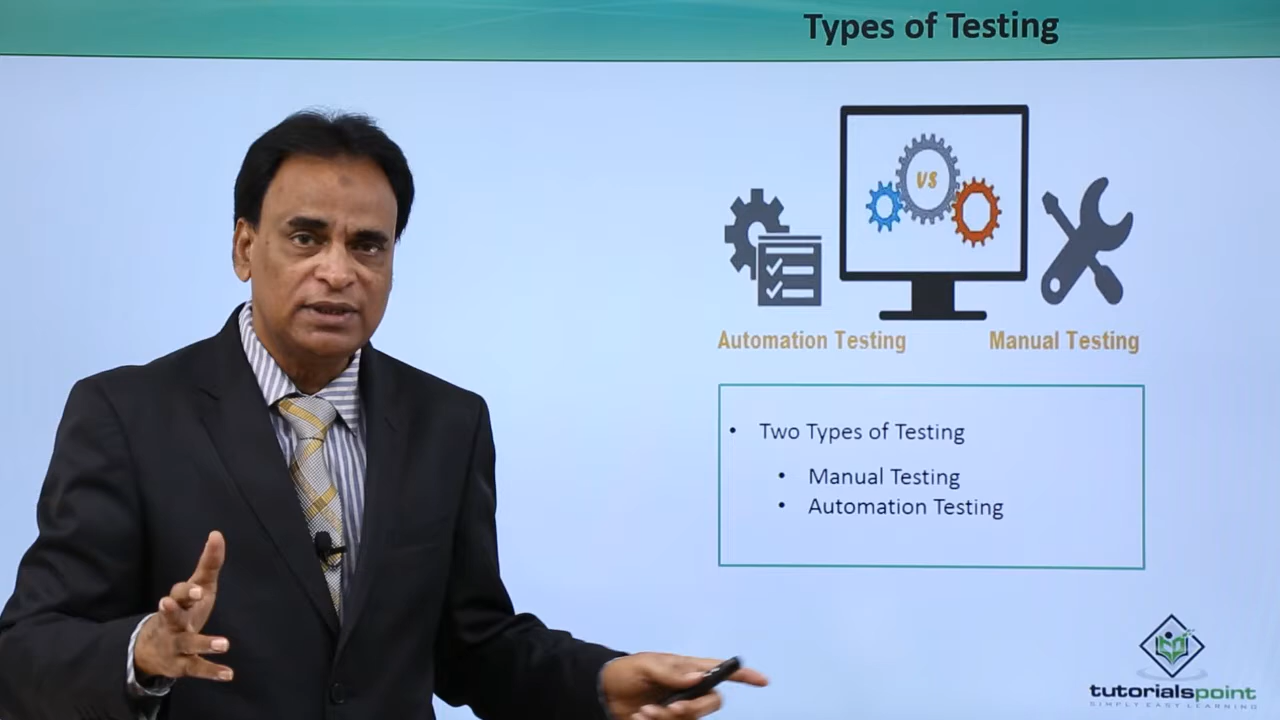 Types of Testing
VS
Automation Testing
Manual Testing
• Two Types of Testing
• Manual Testing
• Automation Testing
tutorialspoint
SIMPLY EASY LEARNING